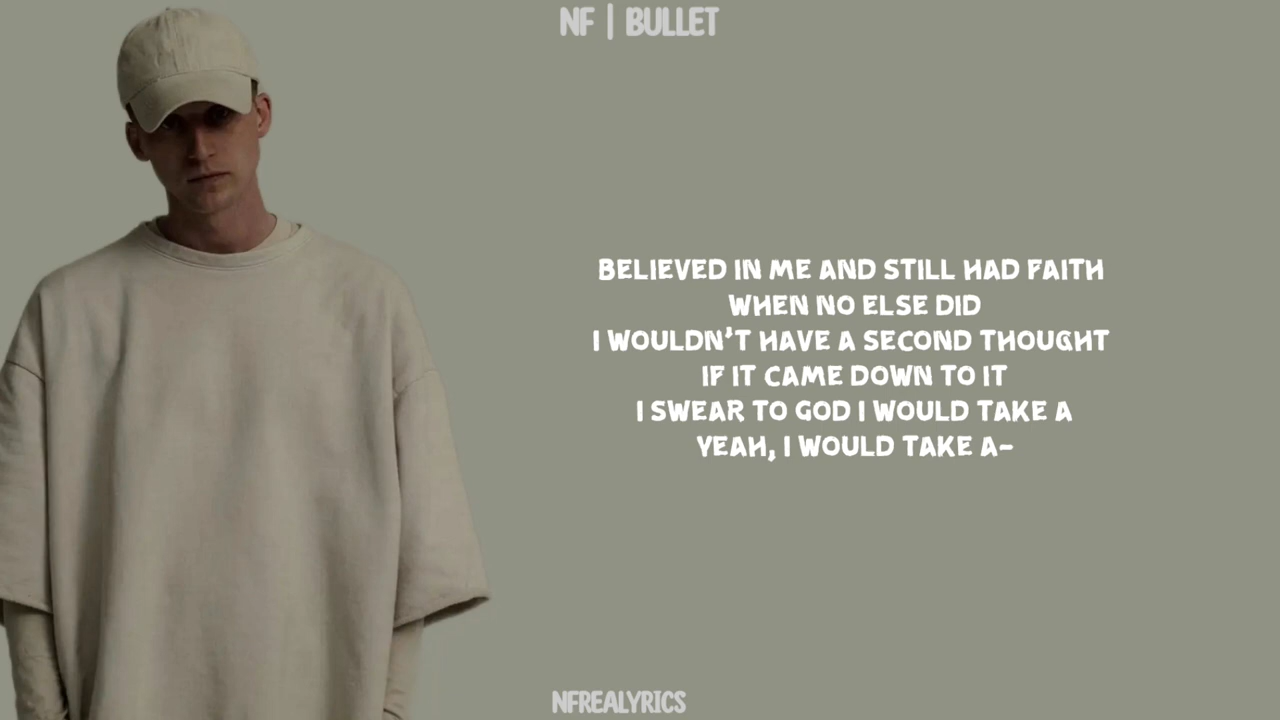 NF | BULLET
BELIEVED IN ME AND STILL HAD FAITH
WHEN NO ELSE DID
I WOULDN'T HAVE A SECOND THOUGHT
IF IT CAME DOWN TO IT
I SWEAR TO GOD I WOULD TAKE A
YEAH, I WOULD TAKE A-
NFREALYRICS